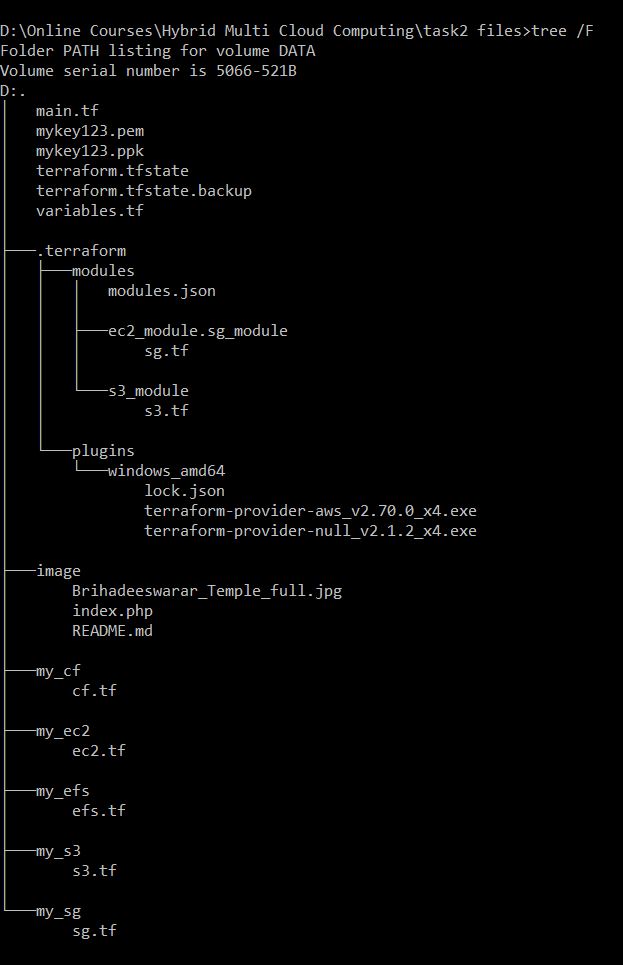 D:\Online Courses\Hybrid Multi Cloud Computing\task2 files>tree /F
Folder PATH listing for volume DATA
Volume serial number is 5066-521B
D:.
│   main.tf
│   mykey123.pem
│   mykey123.ppk
│   terraform.tfstate
│   terraform.tfstate.backup
│   variables.tf
│
├───.terraform
│   ├───modules
│   │   │   modules.json
│   │   │
│   │   ├───ec2_module.sg_module
│   │   │       sg.tf
│   │   │
│   │   └───s3_module
│   │           s3.tf
│   │
│   └───plugins
│       └───windows_amd64
│               lock.json
│               terraform-provider-aws_v2.70.0_x4.exe
│               terraform-provider-null_v2.1.2_x4.exe
│
├───image
│       Brihadeeswarar_Temple_full.jpg
│       index.php
│       README.md
│
├───my_cf
│       cf.tf
│
├───my_ec2
│       ec2.tf
│
├───my_efs
│       efs.tf
│
├───my_s3
│       s3.tf
│
└───my_sg
        sg.tf